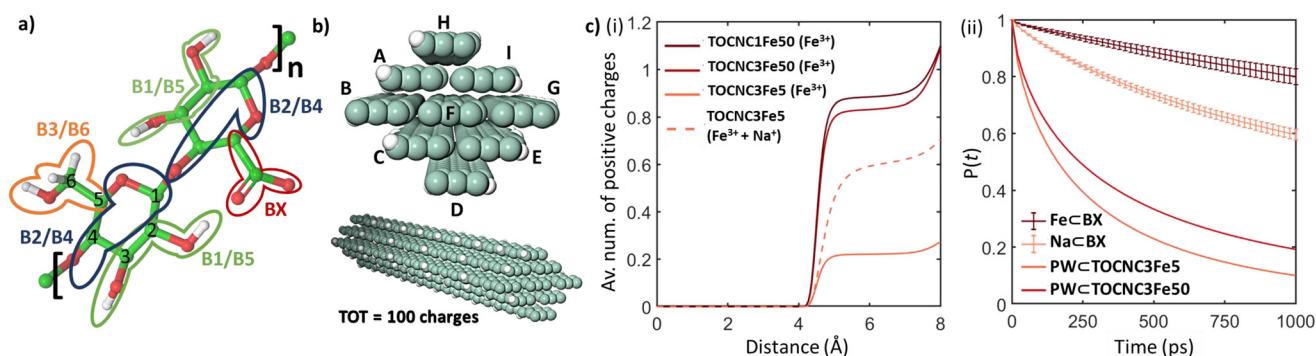 a)
]n
B1/B5
B2/B4
B3/B6
BX
6
5
4
1
2
3
B2/B4
B1/B5
[
b)
H
A
I
B
G
F
C
E
D
TOT = 100 charges
c) (i)
Av. num. of positive charges
1.2
1
0.8
0.6
0.4
0.2
0
TOCNC1Fe50 (Fe³⁺)
TOCNC3Fe50 (Fe³⁺)
TOCNC3Fe5 (Fe³⁺)
TOCNC3Fe5
(Fe³⁺ + Na⁺)
0 2 4 6 8
Distance (Å)
(ii)
P(t)
1
0.8
0.6
0.4
0.2
0
Fe⊂BX
Na⊂BX
PW⊂TOCNC3Fe5
PW⊂TOCNC3Fe50
0 250 500 750 1000
Time (ps)